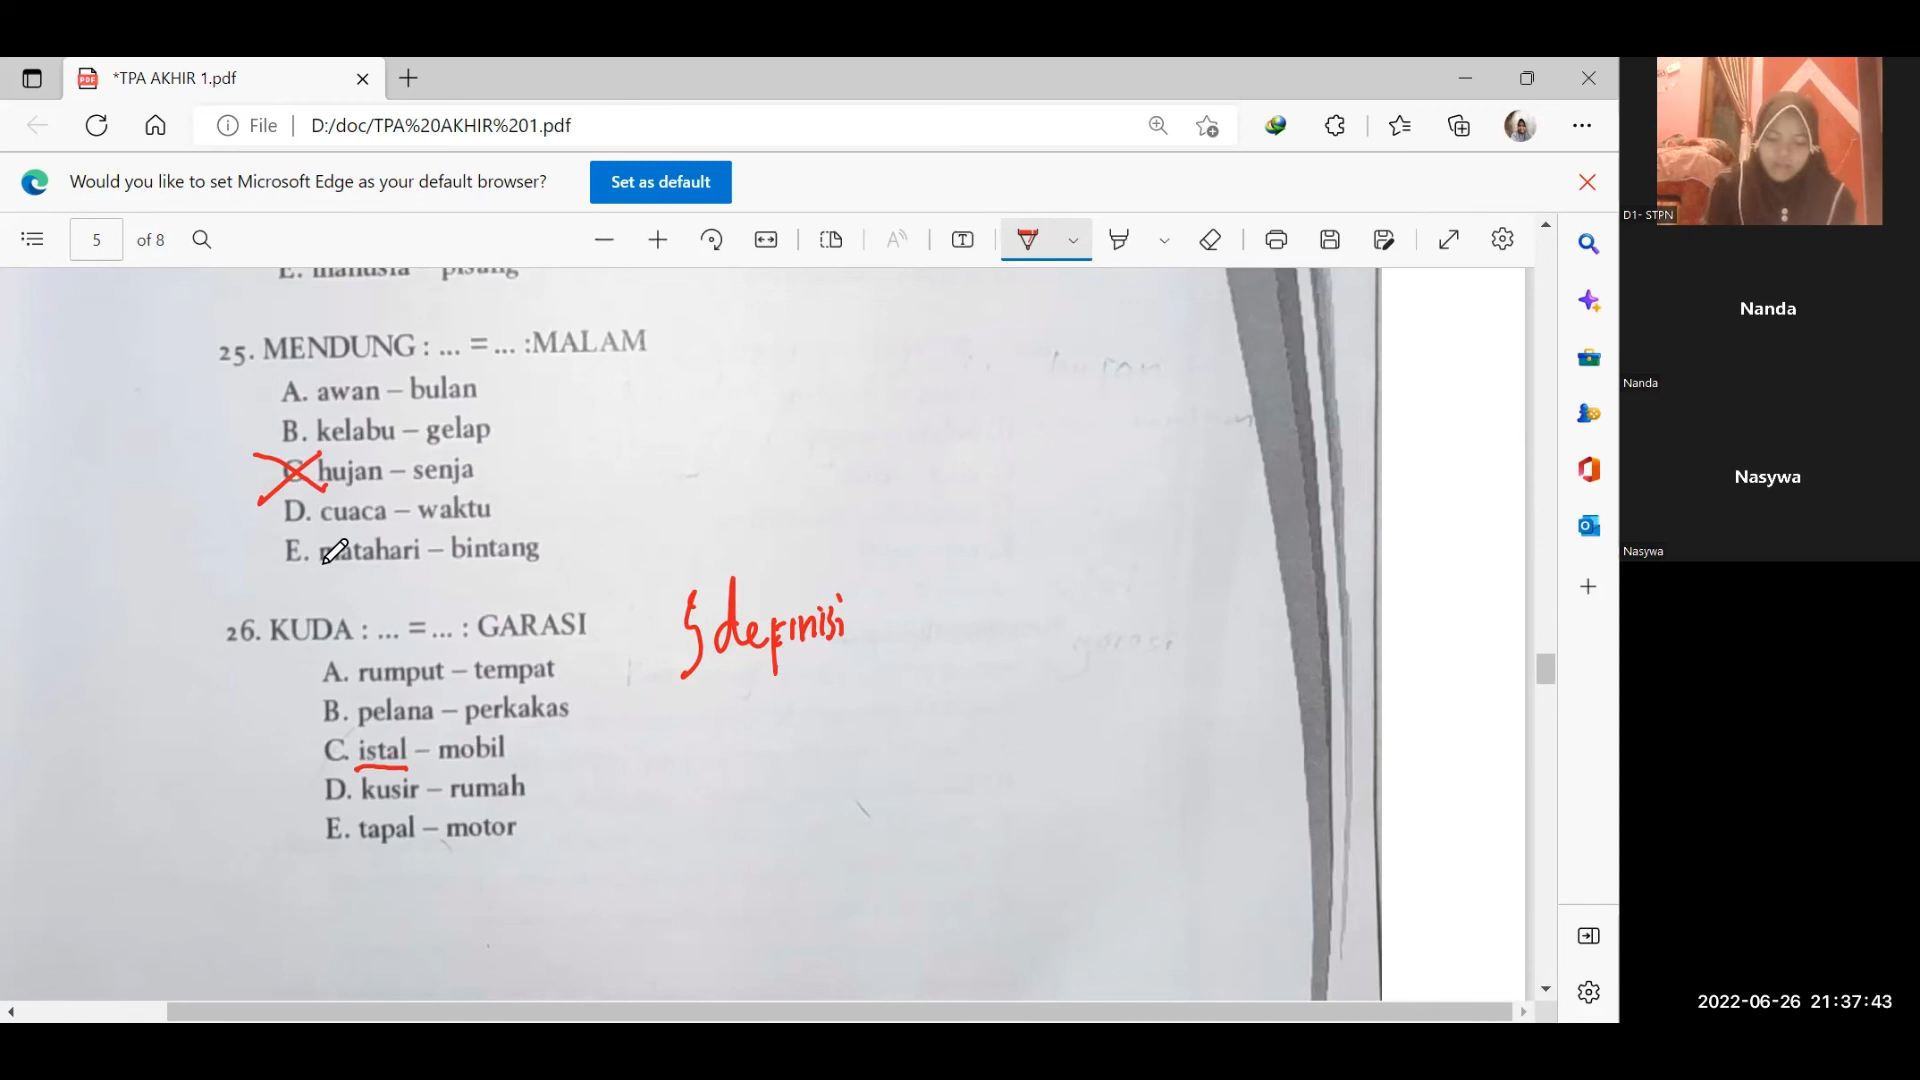 *TPA AKHIR 1.pdf
File
D:/doc/TPA%20AKHIR%201.pdf
Would you like to set Microsoft Edge as your default browser?
Set as default
5
of 8
E. manusia – pisang
25. MENDUNG : ... = ... :MALAM
A. awan – bulan
B. kelabu – gelap
C hujan – senja
D. cuaca – waktu
E. matahari – bintang
definisi
26. KUDA : ... = ... : GARASI
A. rumput – tempat
B. pelana – perkakas
C. istal – mobil
D. kusir – rumah
E. tapal – motor
D1- STPN
Nanda
Nanda
Nasywa
Nasywa
2022-06-26 21:37:43